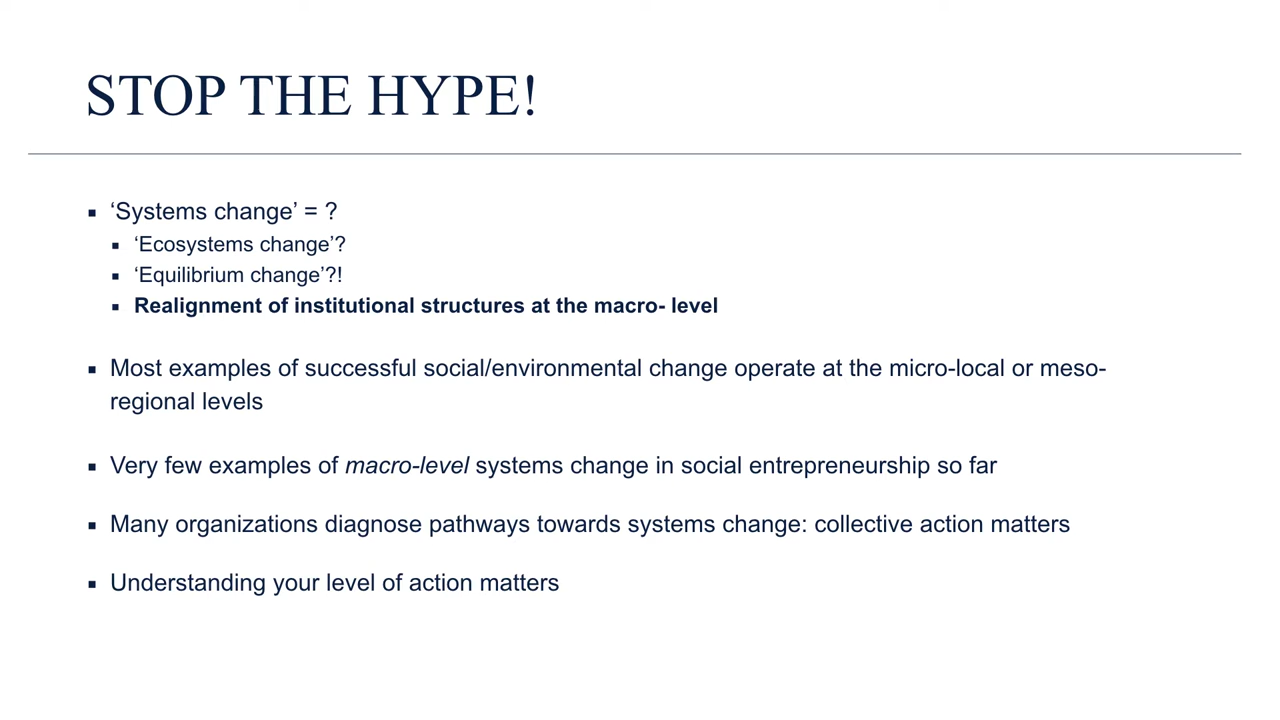 STOP THE HYPE!
▪ ‘Systems change’ = ?
▪ ‘Ecosystems change’?
▪ ‘Equilibrium change’?!
▪ Realignment of institutional structures at the macro- level
▪ Most examples of successful social/environmental change operate at the micro-local or meso-
regional levels
▪ Very few examples of macro-level systems change in social entrepreneurship so far
▪ Many organizations diagnose pathways towards systems change: collective action matters
▪ Understanding your level of action matters